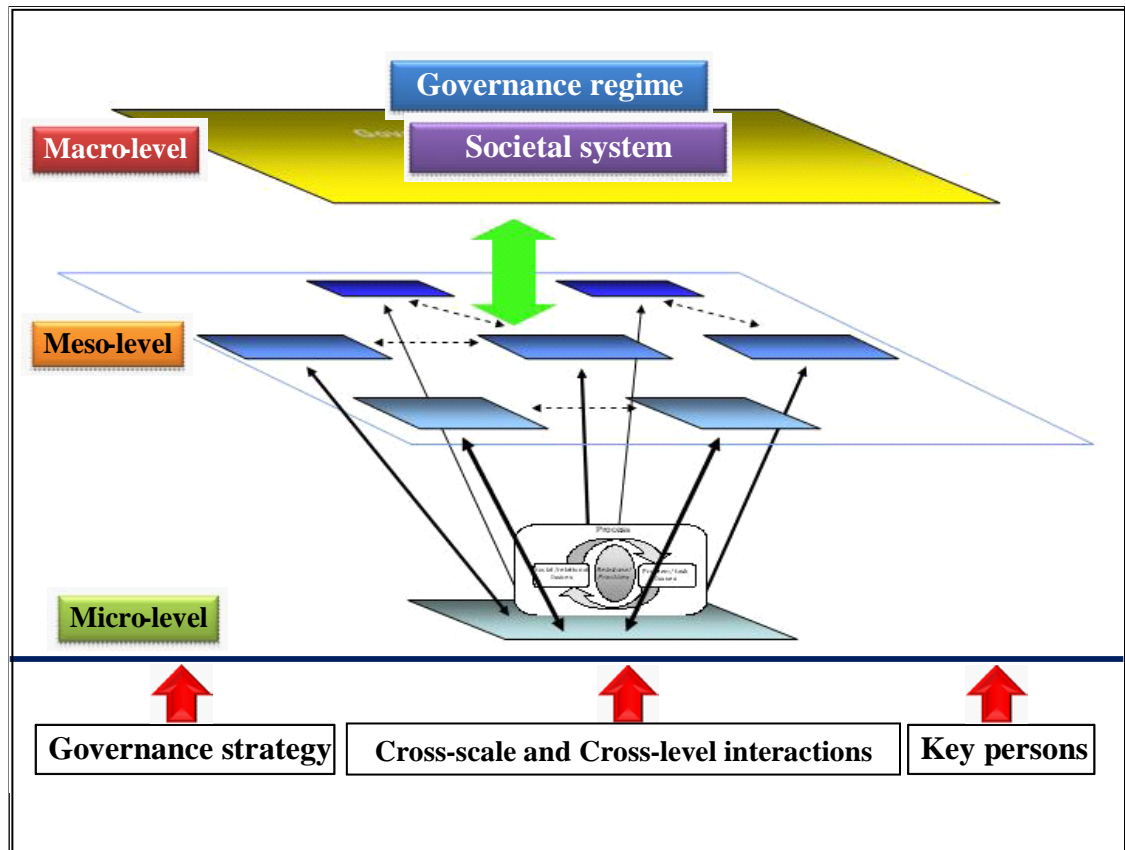 Governance regime
Societal system
Macro-level
Meso-level
Process
Micro-level
Governance strategy
Cross-scale and Cross-level interactions
Key persons